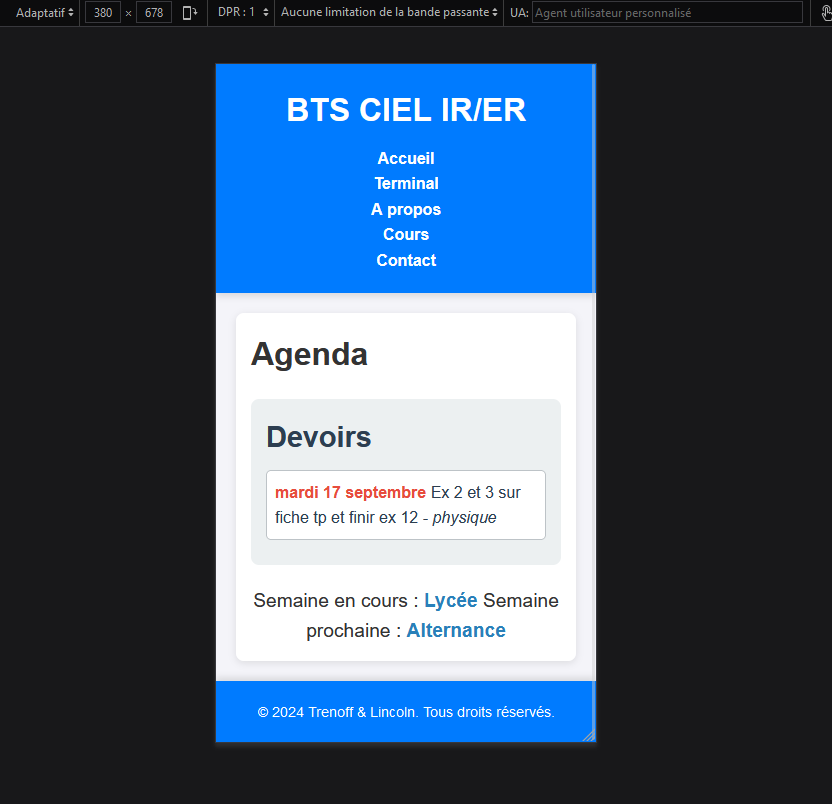 Adaptatif 380 × 678 DPR : 1 Aucune limitation de la bande passante UA: Agent utilisateur personnalisé
BTS CIEL IR/ER
Accueil
Terminal
A propos
Cours
Contact
Agenda
Devoirs
mardi 17 septembre Ex 2 et 3 sur
fiche tp et finir ex 12 - physique
Semaine en cours : Lycée Semaine
prochaine : Alternance
© 2024 Trenoff & Lincoln. Tous droits réservés.